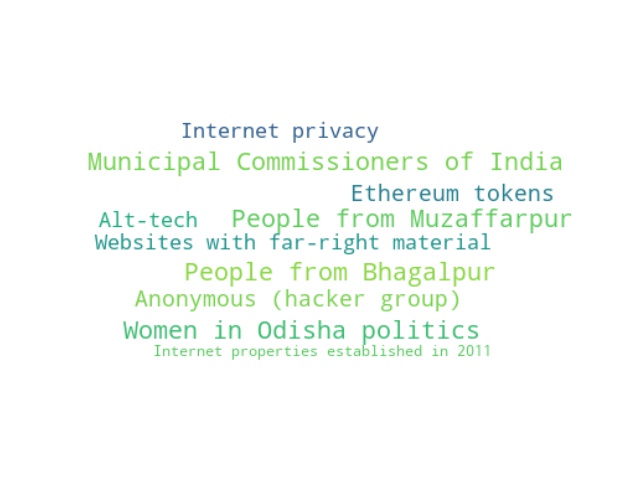 Internet privacy
Municipal Commissioners of India
Ethereum tokens
Alt-tech People from Muzaffarpur
Websites with far-right material
People from Bhagalpur
Anonymous (hacker group)
Women in Odisha politics
Internet properties established in 2011